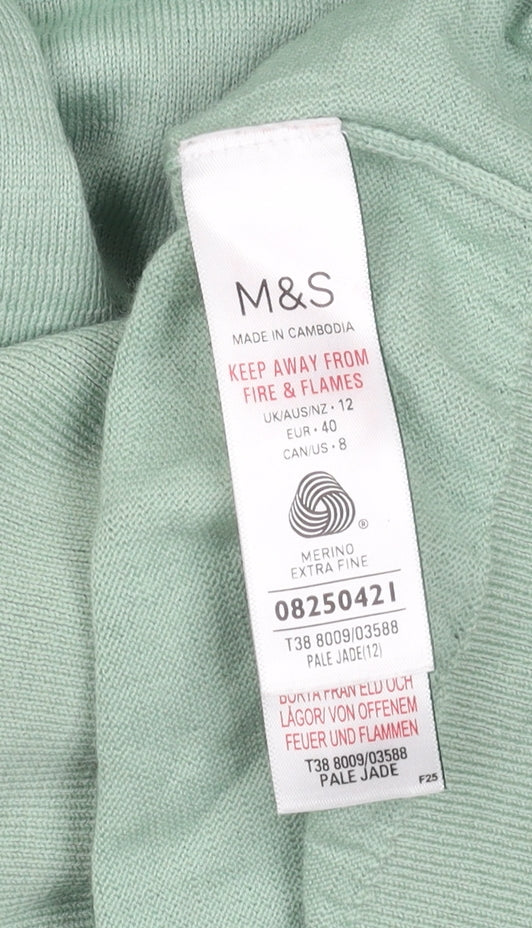 M&S
MADE IN CAMBODIA
KEEP AWAY FROM
FIRE & FLAMES
UK/AUS/NZ · 12
EUR · 40
CAN/US · 8
®
MERINO
EXTRA FINE
08250421
T38 8009/03588
PALE JADE(12)
BORTA FRÅN ELD OCH
LÅGOR/ VON OFFENEM
FEUER UND FLAMMEN
T38 8009/03588
PALE JADE
F25